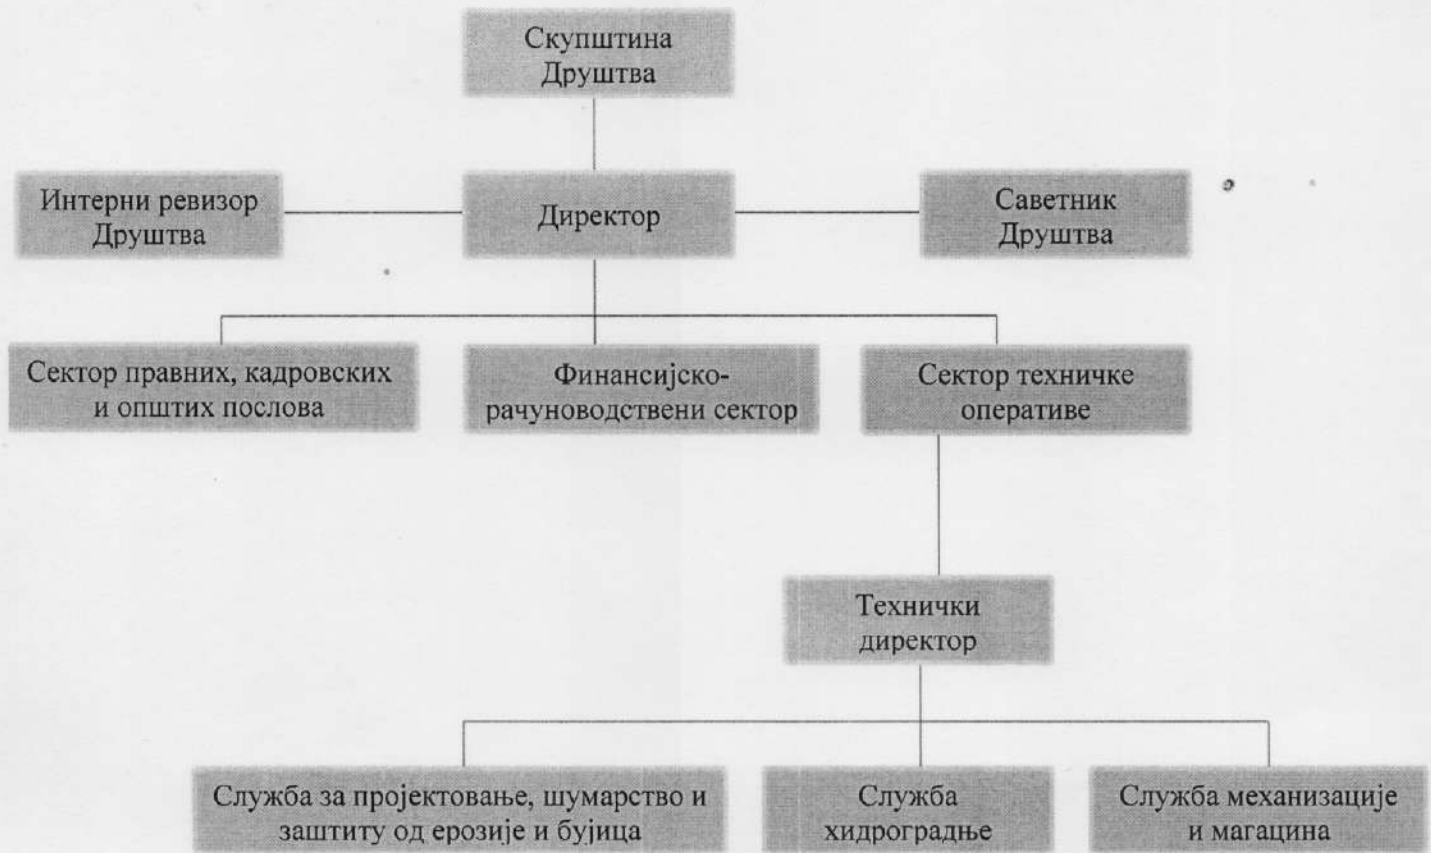 Скупштина
Друштва
Интерни ревизор
Друштва
Директор
Саветник
Друштва
Сектор правних, кадровских
и општих послова
Финансијско-
рачуноводствени сектор
Сектор техничке
оперативе
Технички
директор
Служба за пројектовање, шумарство и
заштиту од ерозије и бујица
Служба
хидроградње
Служба механизације
и магацина